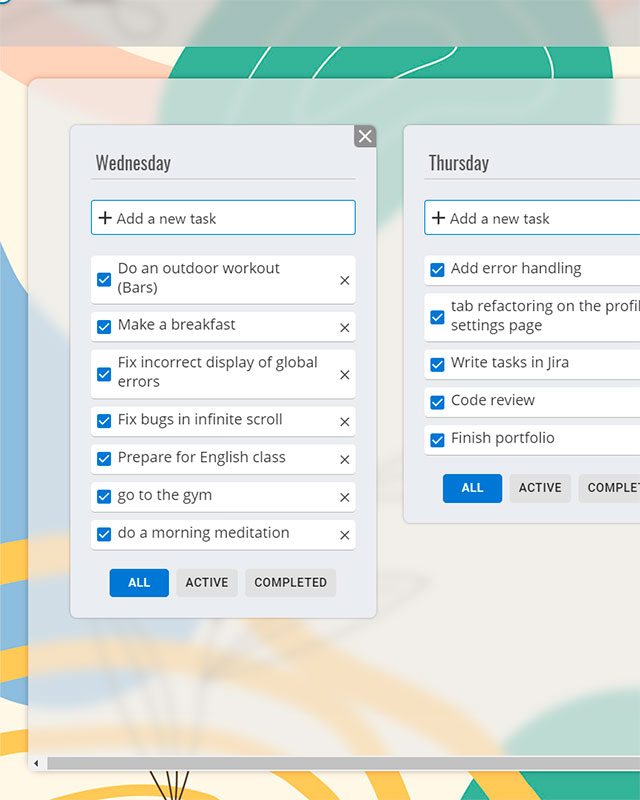 Wednesday
+ Add a new task
Do an outdoor workout
(Bars)
Make a breakfast
Fix incorrect display of global
errors
Fix bugs in infinite scroll
Prepare for English class
go to the gym
do a morning meditation
ALL ACTIVE COMPLETED
Thursday
+ Add a new task
Add error handling
tab refactoring on the
settings page
Write tasks in Jira
Code review
Finish portfolio
ALL ACTIVE